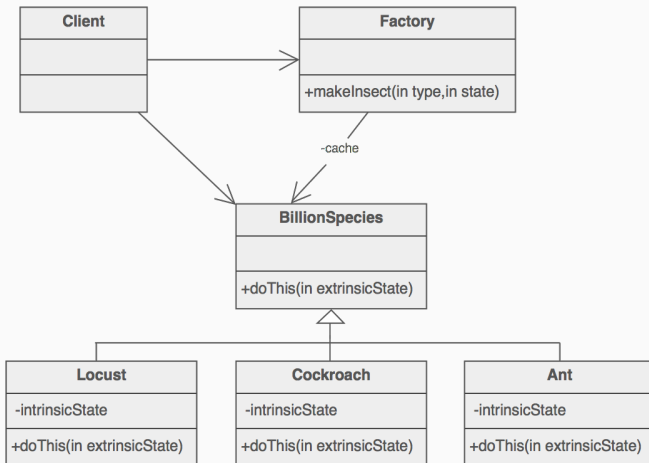 Client
Factory
+makeInsect(in type,in state)
-cache
BillionSpecies
+doThis(in extrinsicState)
Locust
-intrinsicState
+doThis(in extrinsicState)
Cockroach
-intrinsicState
+doThis(in extrinsicState)
Ant
-intrinsicState
+doThis(in extrinsicState)